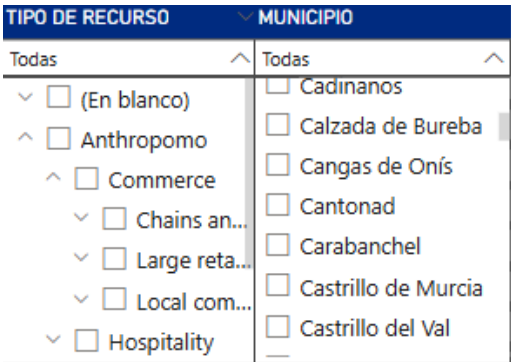 TIPO DE RECURSO
MUNICIPIO
Todas
Todas
(En blanco)
Anthropomo
Commerce
Chains an...
Large reta...
Local com...
Hospitality
Cadinanos
Calzada de Bureba
Cangas de Onís
Cantonad
Carabanchel
Castrillo de Murcia
Castrillo del Val